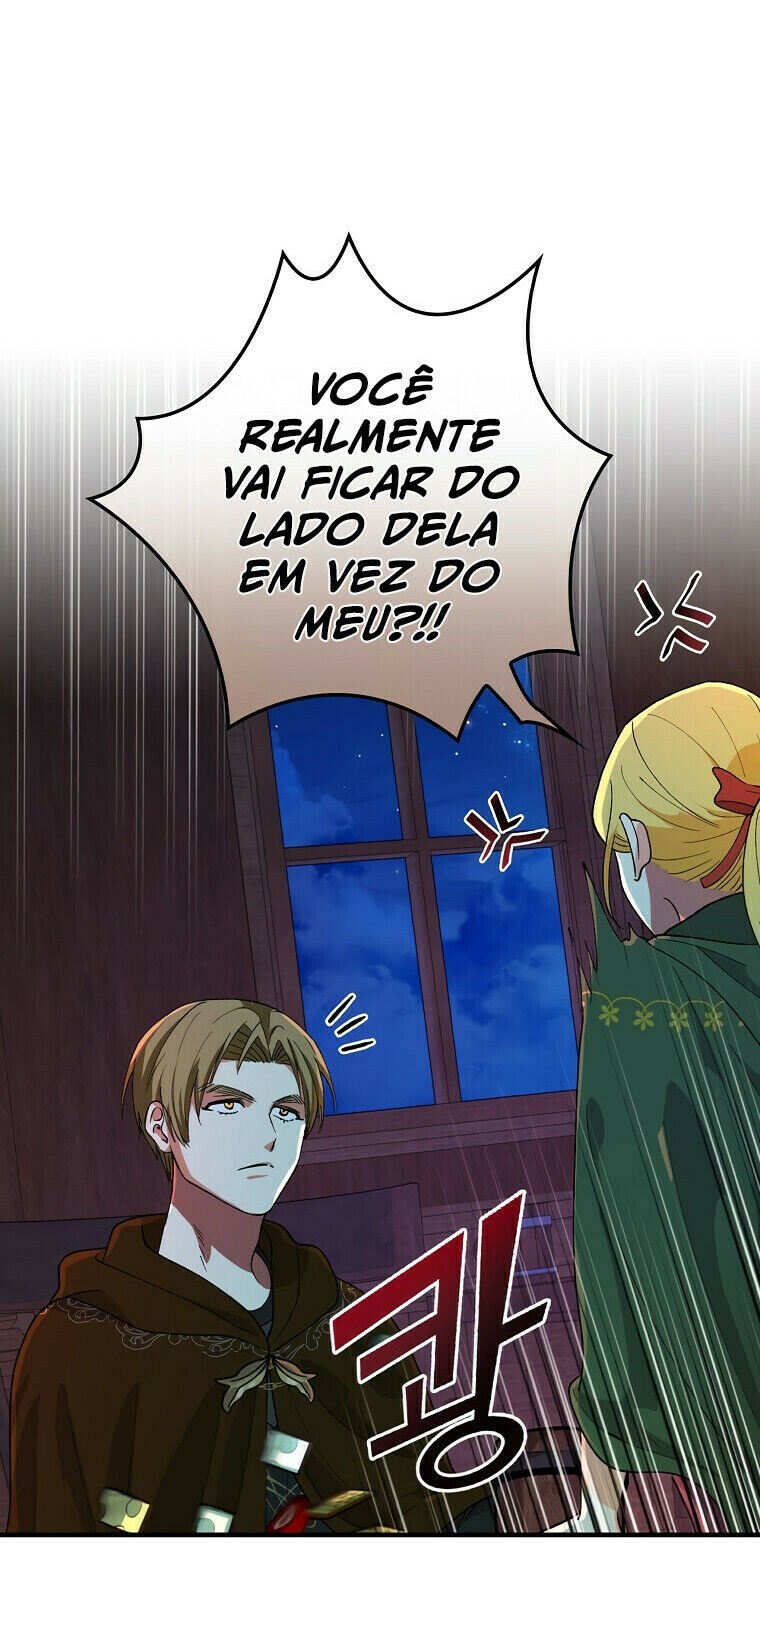 VOCÊ
REALMENTE
VAI FICAR DO
LADO DELA
EM VEZ DO
MEU?!!
쾅